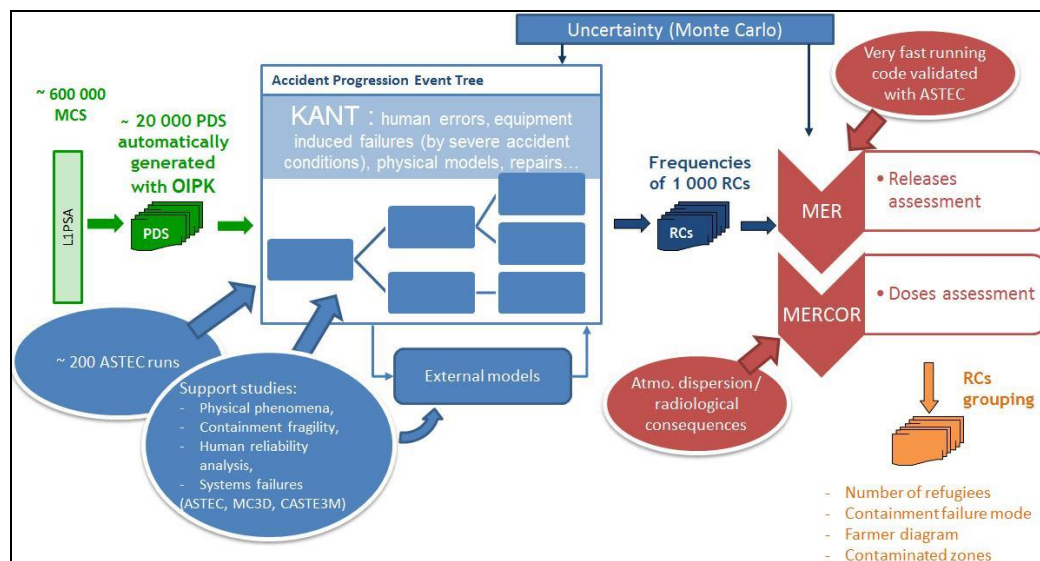 Uncertainty (Monte Carlo)
Very fast running
code validated
with ASTEC
~ 600 000
MCS
~ 20 000 PDS
automatically
generated
with OIPK
L1PSA
PDS
Accident Progression Event Tree
KANT : human errors, equipment
induced failures (by severe accident
conditions), physical models, repairs…
Frequencies
of 1 000 RCs
RCs
MER
• Releases
assessment
MERCOR
• Doses assessment
~ 200 ASTEC runs
Support studies:
- Physical phenomena,
- Containment fragility,
- Human reliability
analysis,
- Systems failures
(ASTEC, MC3D, CASTE3M)
External models
Atmo. dispersion /
radiological
consequences
RCs
grouping
- Number of refugiees
- Containment failure mode
- Farmer diagram
- Contaminated zones